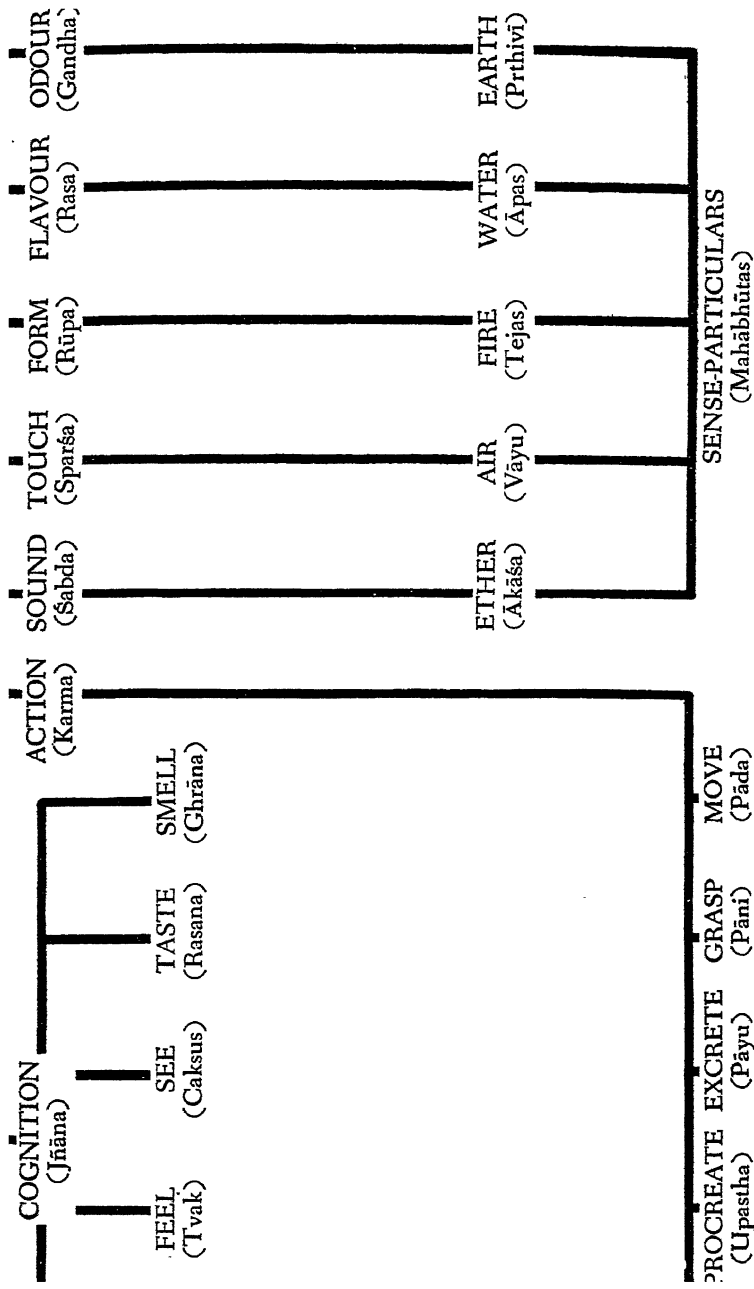 COGNITION ACTION SOUND TOUCH FORM FLAVOUR ODOUR
(Jñāna) (Karma) (Śabda) (Sparśa) (Rūpa) (Rasa) (Gandha)
FEEL SEE TASTE SMELL
(Tvak) (Caksus) (Rasana) (Ghrāna)
ETHER AIR FIRE WATER EARTH
(Ākāśa) (Vāyu) (Tejas) (Āpas) (Prthivī)
PROCREATE EXCRETE GRASP MOVE SENSE-PARTICULARS
(Upastha) (Pāyu) (Pāni) (Pāda) (Mahābhūtas)